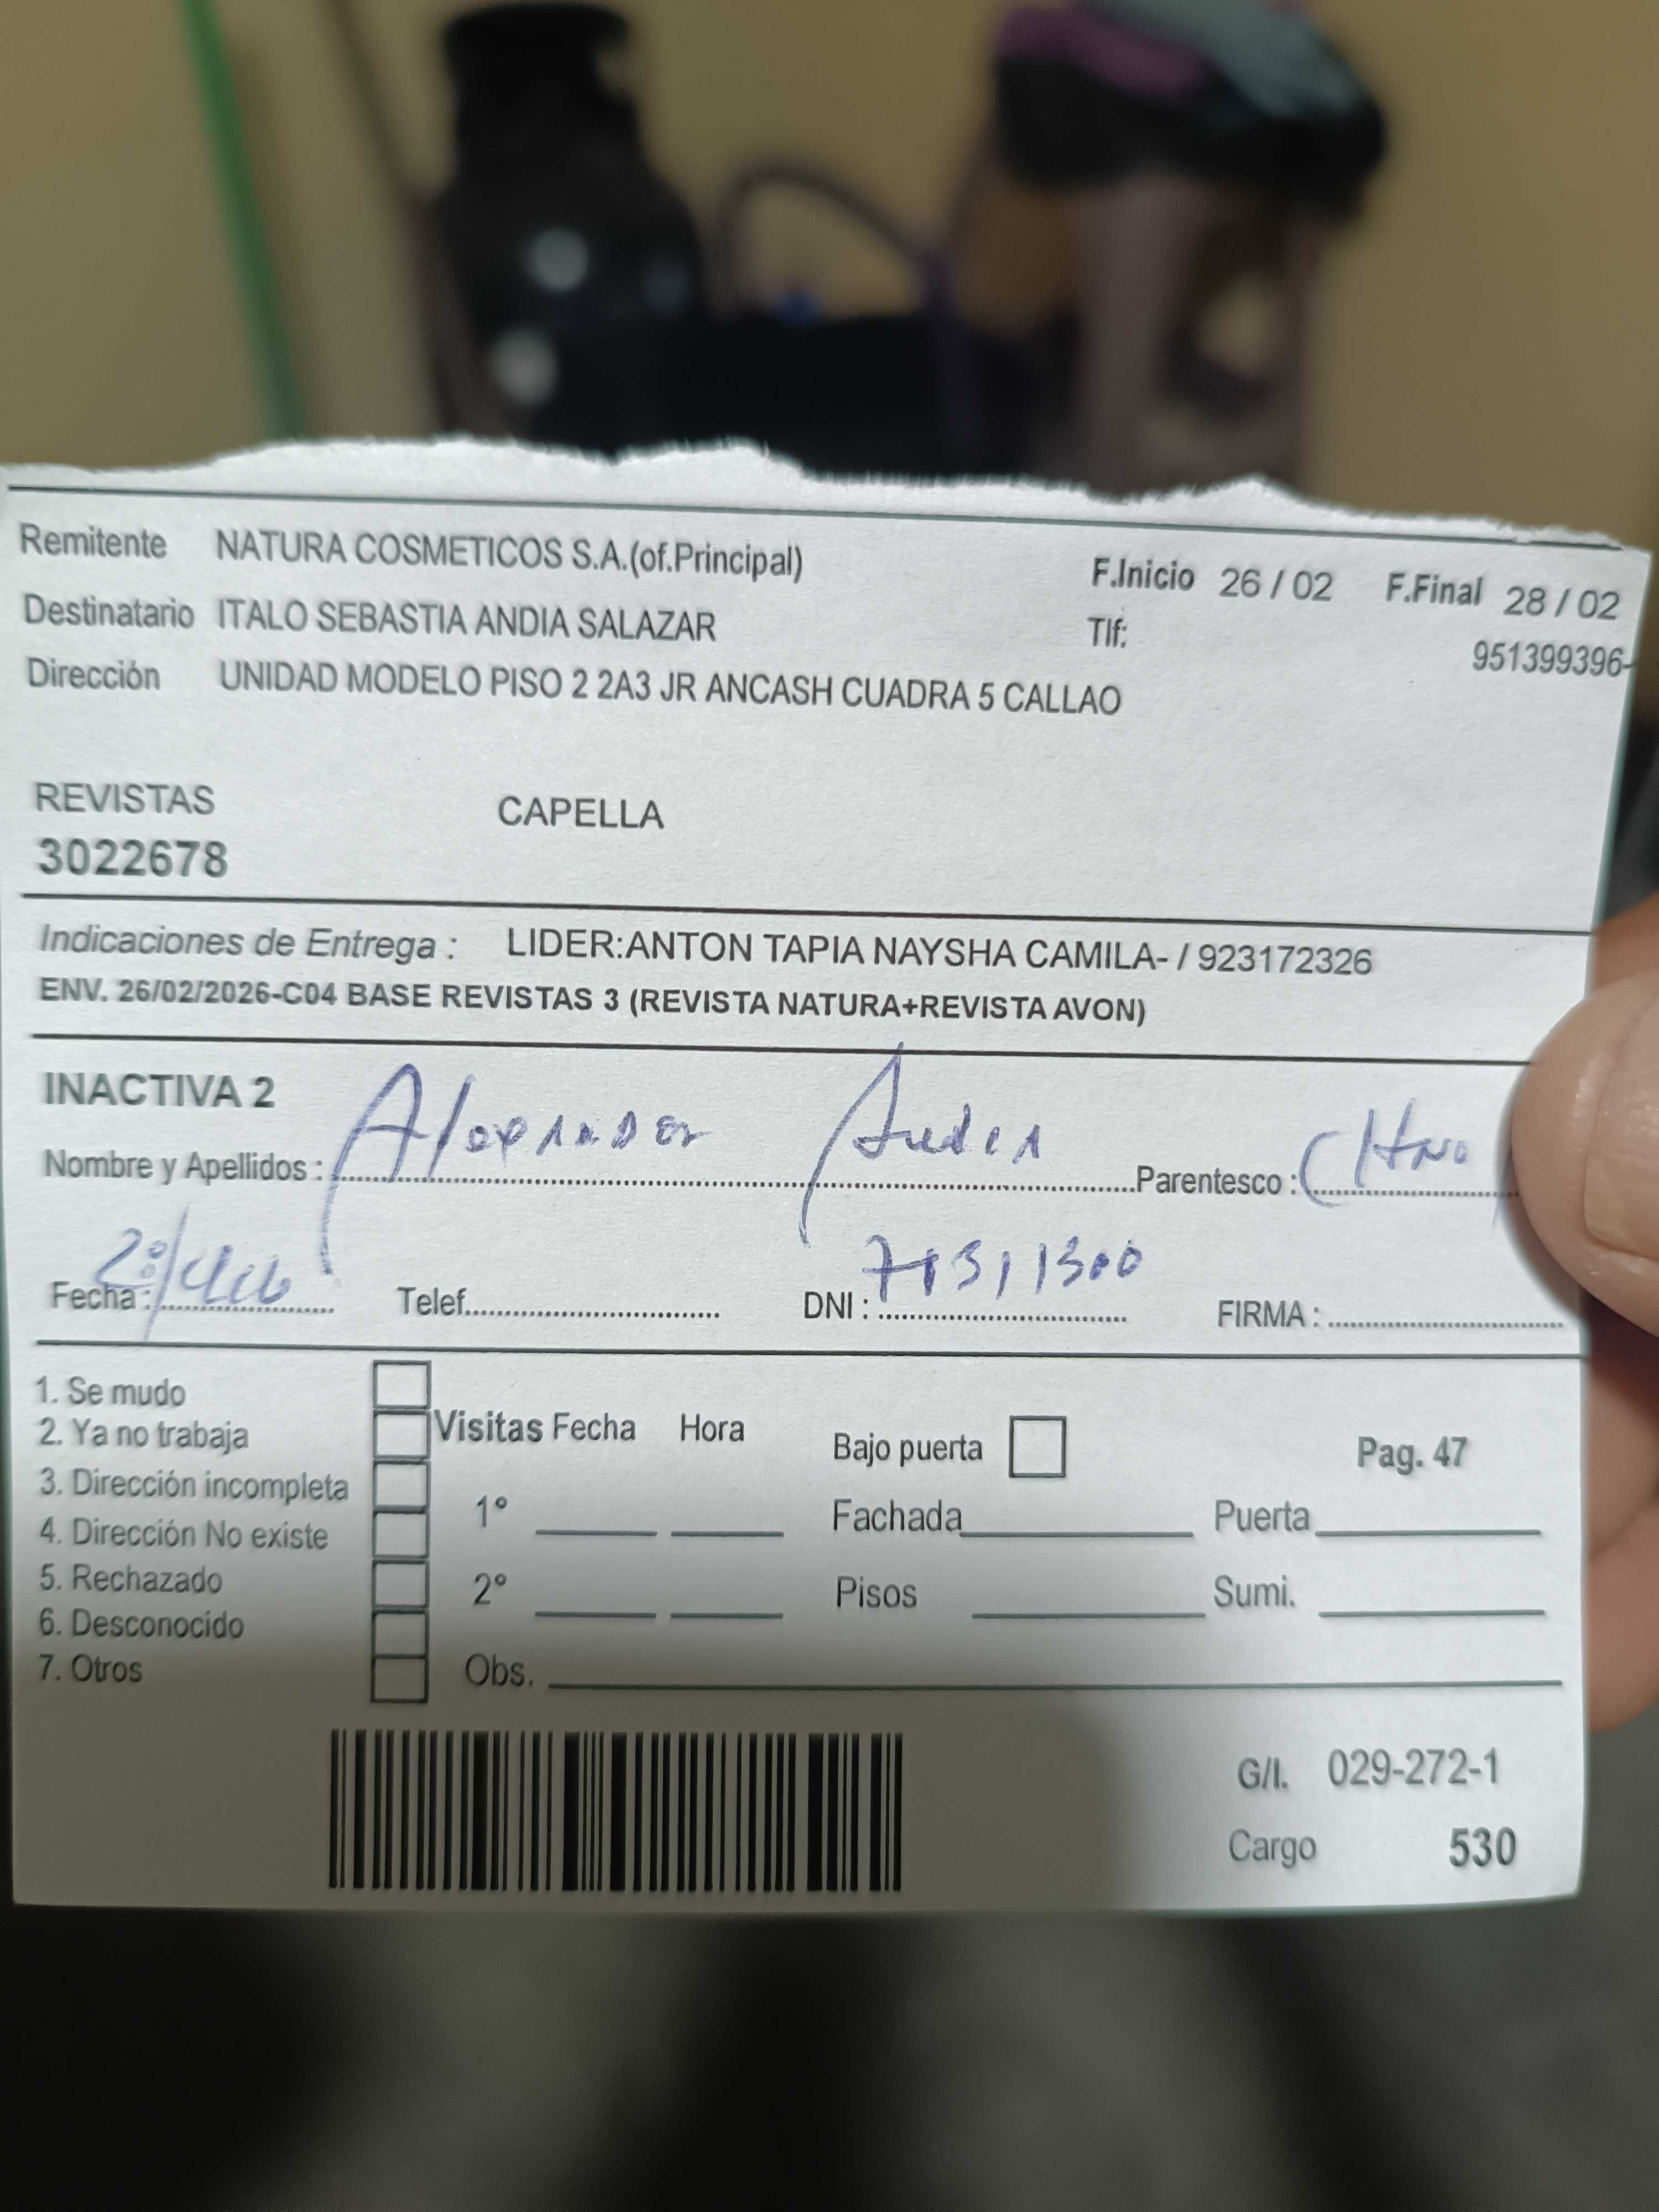 Remitente NATURA COSMETICOS S.A.(of.Principal) F.Inicio 26 / 02 F.Final 28 / 02
Destinatario ITALO SEBASTIA ANDIA SALAZAR Tlf: 951399396-
Dirección UNIDAD MODELO PISO 2 2A3 JR ANCASH CUADRA 5 CALLAO
REVISTAS CAPELLA
3022678
Indicaciones de Entrega : LIDER:ANTON TAPIA NAYSHA CAMILA- / 923172326
ENV. 26/02/2026-C04 BASE REVISTAS 3 (REVISTA NATURA+REVISTA AVON)
INACTIVA 2
Nombre y Apellidos : Parentesco :
Fecha : Telef. DNI : FIRMA :
1. Se mudo
2. Ya no trabaja Visitas Fecha Hora Bajo puerta Pag. 47
3. Dirección incompleta 1° Fachada Puerta
4. Dirección No existe
5. Rechazado 2° Pisos Sumi.
6. Desconocido
7. Otros Obs.
G/I. 029-272-1
Cargo 530